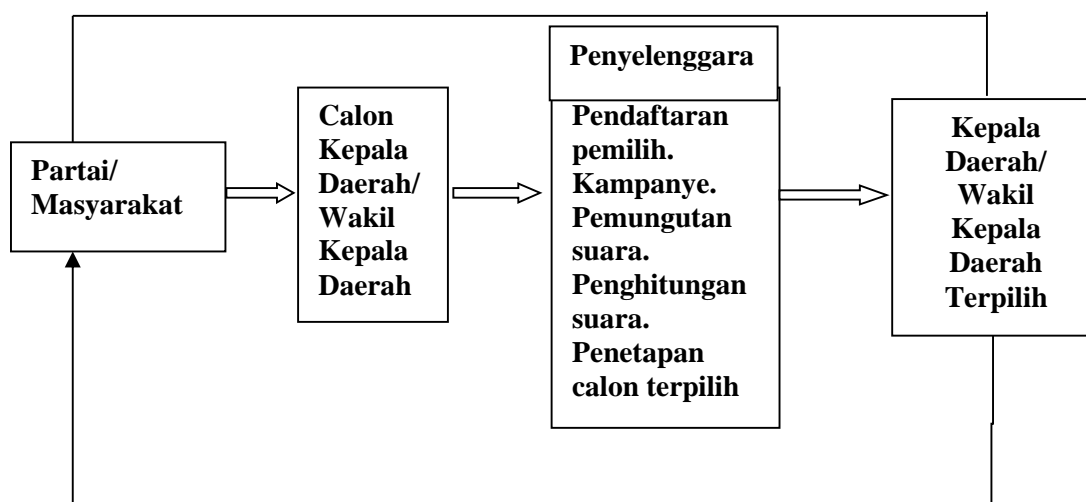 Partai/
Masyarakat
Calon
Kepala
Daerah/
Wakil
Kepala
Daerah
Penyelenggara
Pendaftaran
pemilih.
Kampanye.
Pemungutan
suara.
Penghitungan
suara.
Penetapan
calon terpilih
Kepala
Daerah/
Wakil
Kepala
Daerah
Terpilih